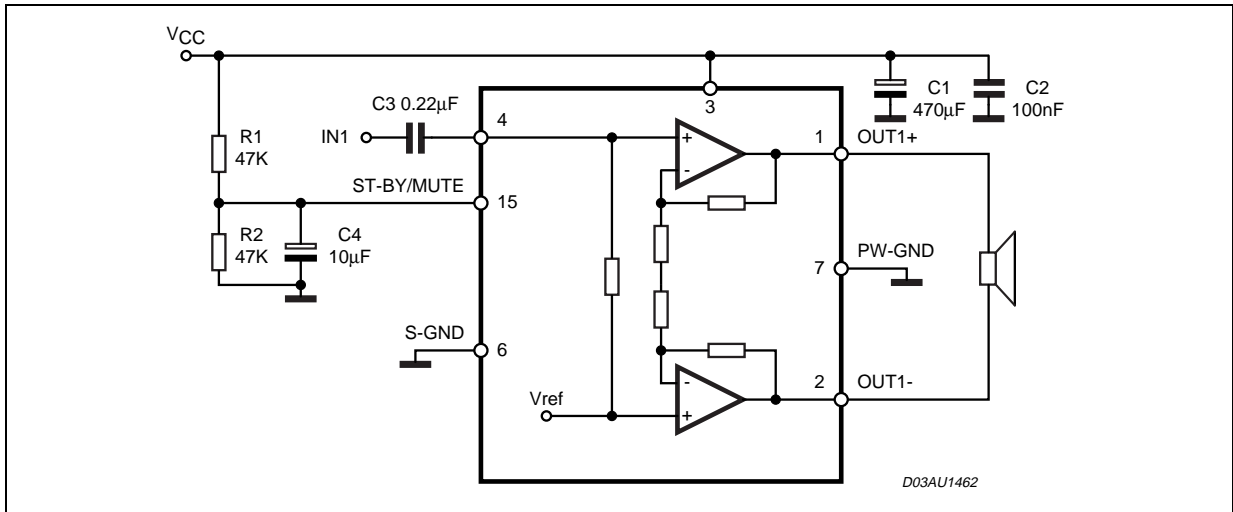 VCC
C3 0.22μF
3
C1
470μF
C2
100nF
R1
47K
IN1
4
+
-
1
OUT1+
ST-BY/MUTE
15
R2
47K
C4
10μF
7
PW-GND
S-GND
6
Vref
-
+
2
OUT1-
D03AU1462